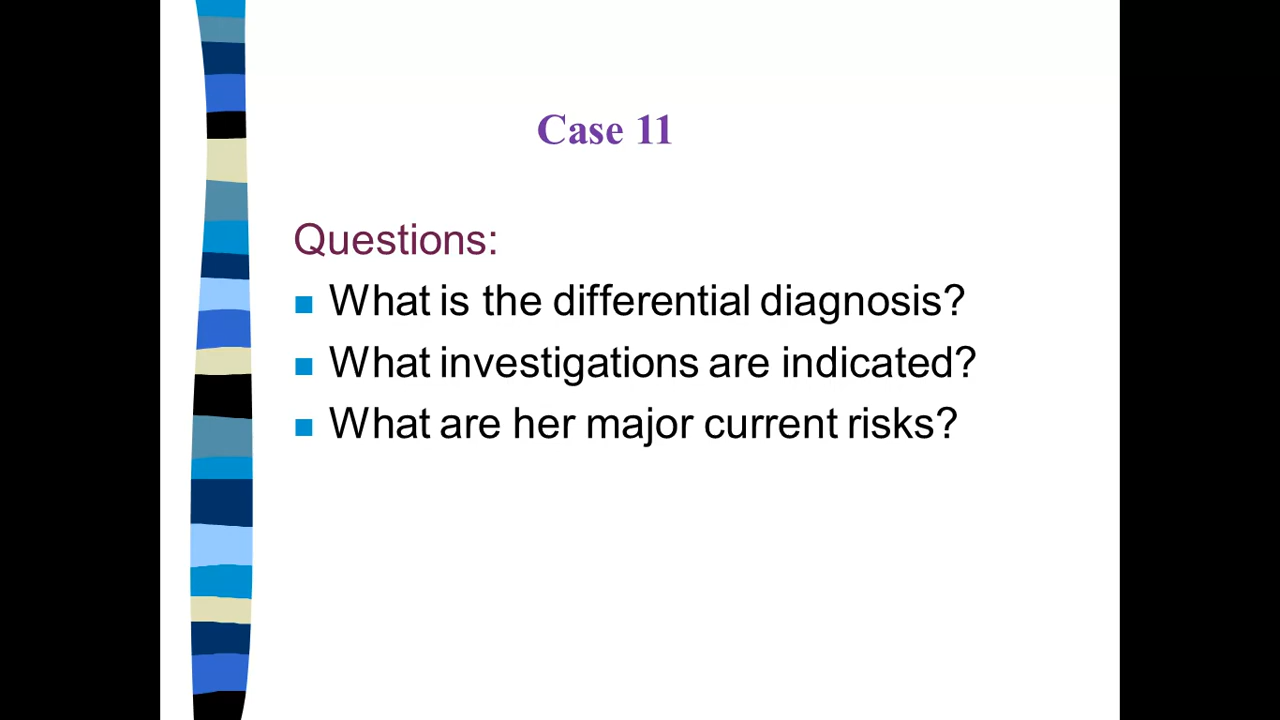 Case 11
Questions:
What is the differential diagnosis?
What investigations are indicated?
What are her major current risks?